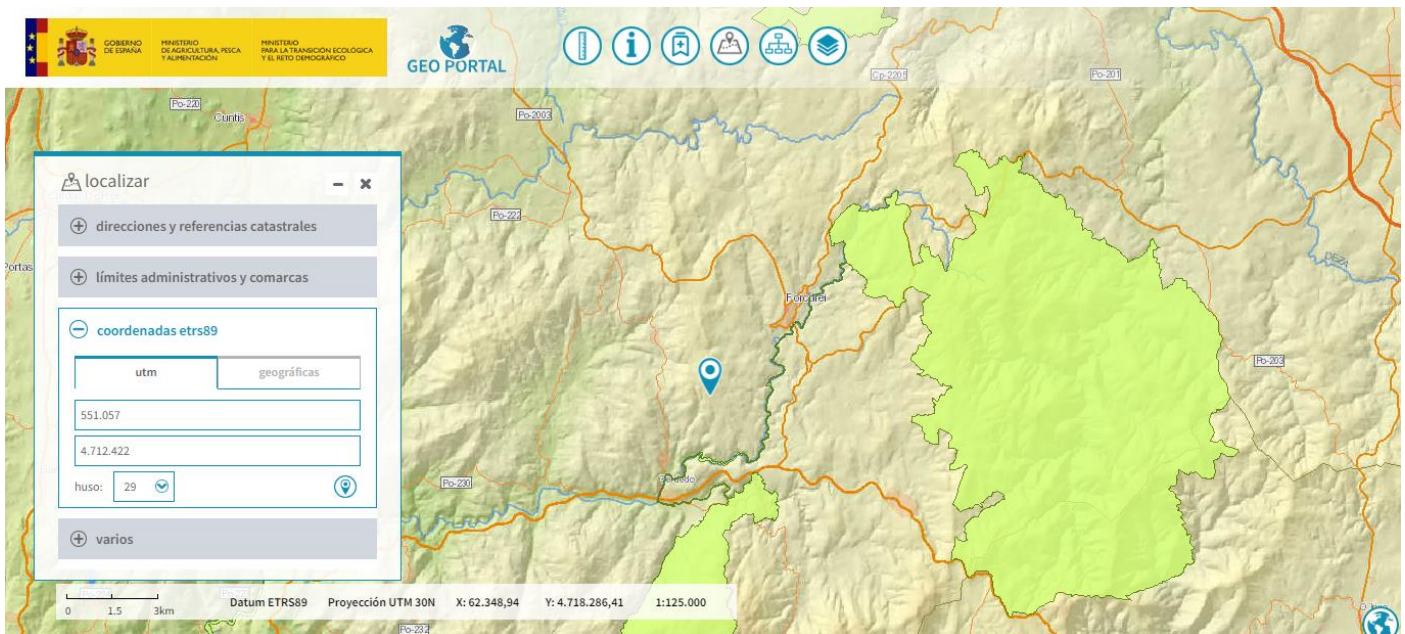 GOBIERNO
DE ESPAÑA
MINISTERIO
DE AGRICULTURA, PESCA
Y ALIMENTACIÓN
MINISTERIO
PARA LA TRANSICIÓN ECOLÓGICA
Y EL RETO DEMOGRÁFICO
GEO PORTAL
Cp-2205
Po-201
Po-220
Cuntis
Po-2003
localizar
direcciones y referencias catastrales
Po-222
límites administrativos y comarcas
Portas
DEZA
Forcarei
coordenadas etrs89
utm
geográficas
Po-203
551.057
4.712.422
huso: 29
Po-230
varios
0 1.5 3km
Datum ETRS89 Proyección UTM 30N X: 62.348,94 Y: 4.718.286,41 1:125.000
Po-232